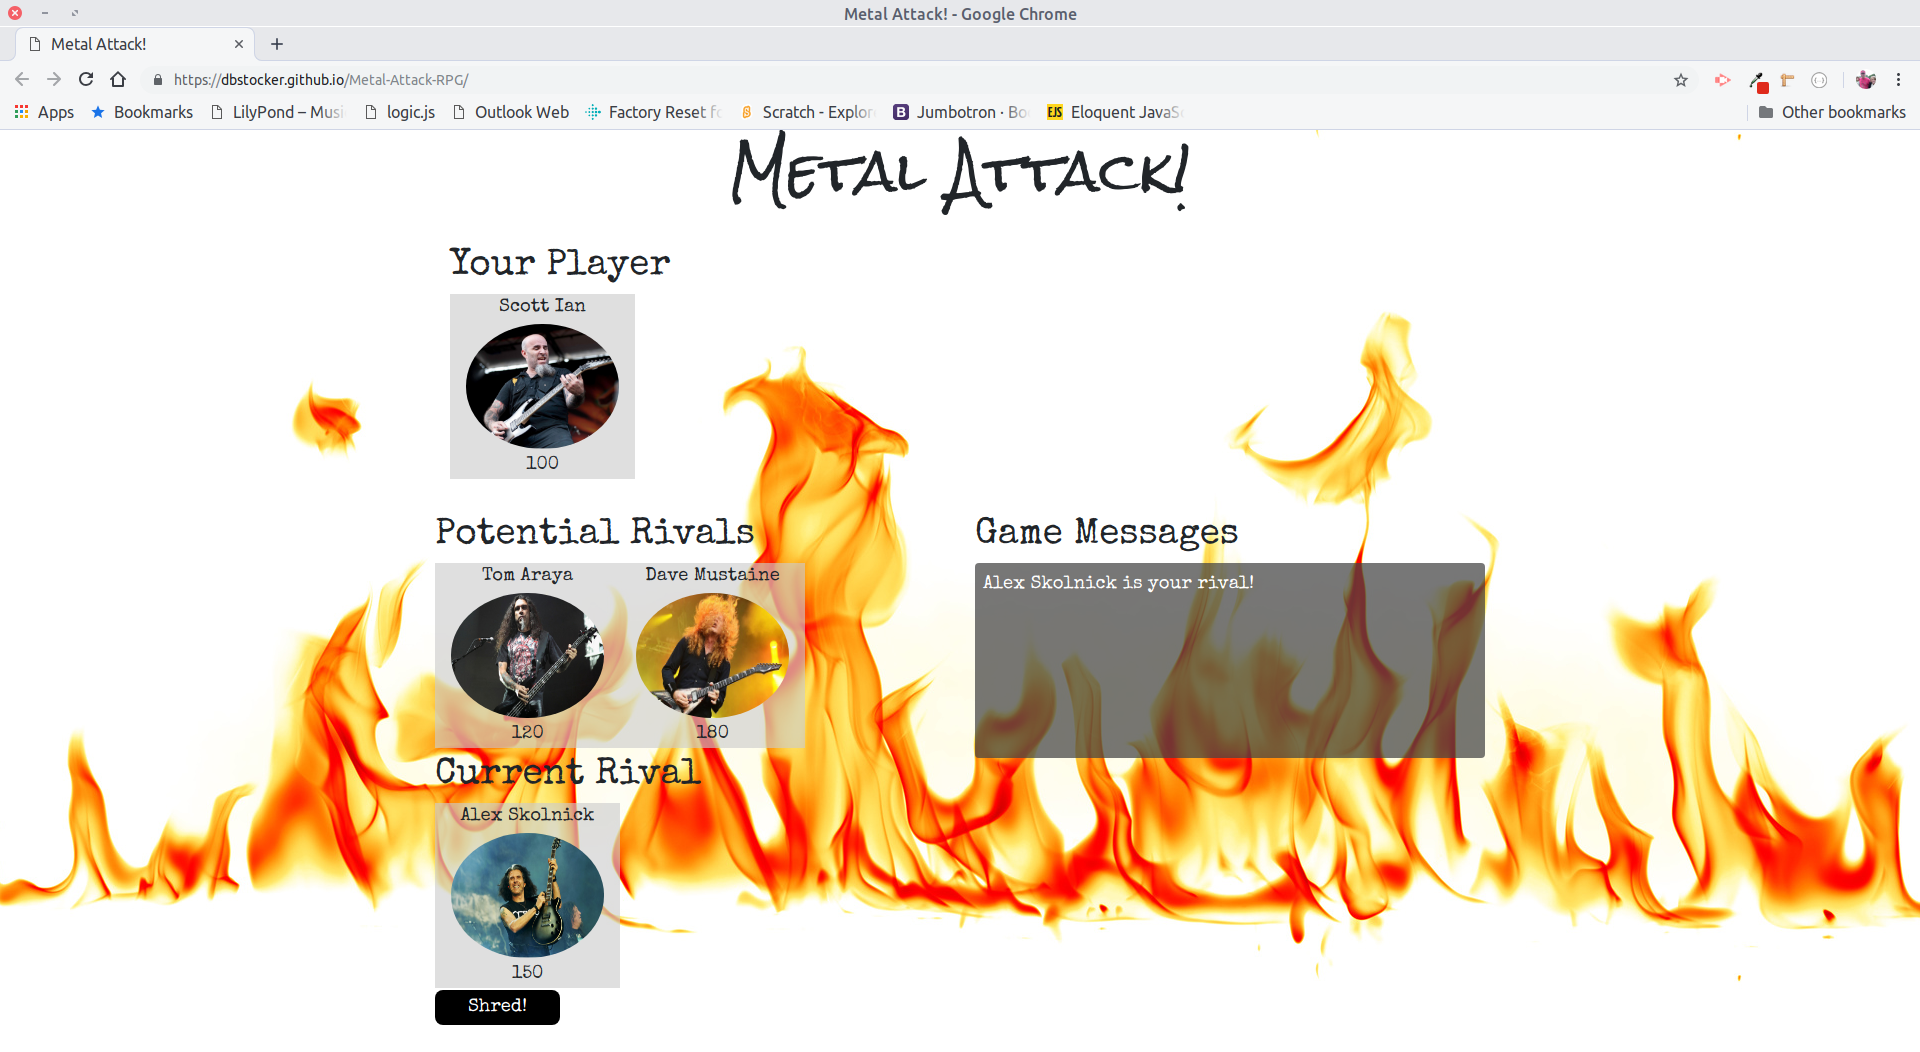 Metal Attack! - Google Chrome
Metal Attack!
https://dbstocker.github.io/Metal-Attack-RPG/
Apps Bookmarks LilyPond – Musi logic.js Outlook Web Factory Reset fo Scratch - Explor B Jumbotron · Bo EJS Eloquent JavaSc Other bookmarks
Metal Attack!
Your Player
Scott Ian
100
Potential Rivals
Tom Araya Dave Mustaine
120 180
Game Messages
Alex Skolnick is your rival!
Current Rival
Alex Skolnick
150
Shred!